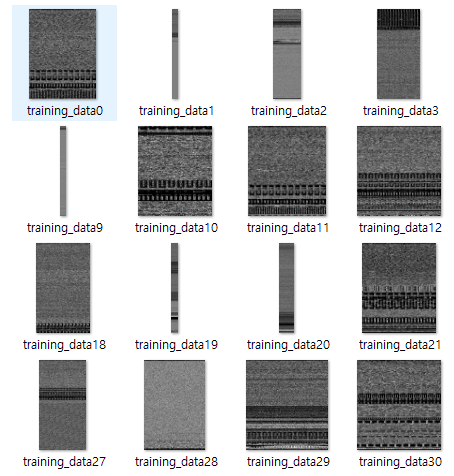 training_data0
training_data1
training_data2
training_data3
training_data9
training_data10
training_data11
training_data12
training_data18
training_data19
training_data20
training_data21
training_data27
training_data28
training_data29
training_data30